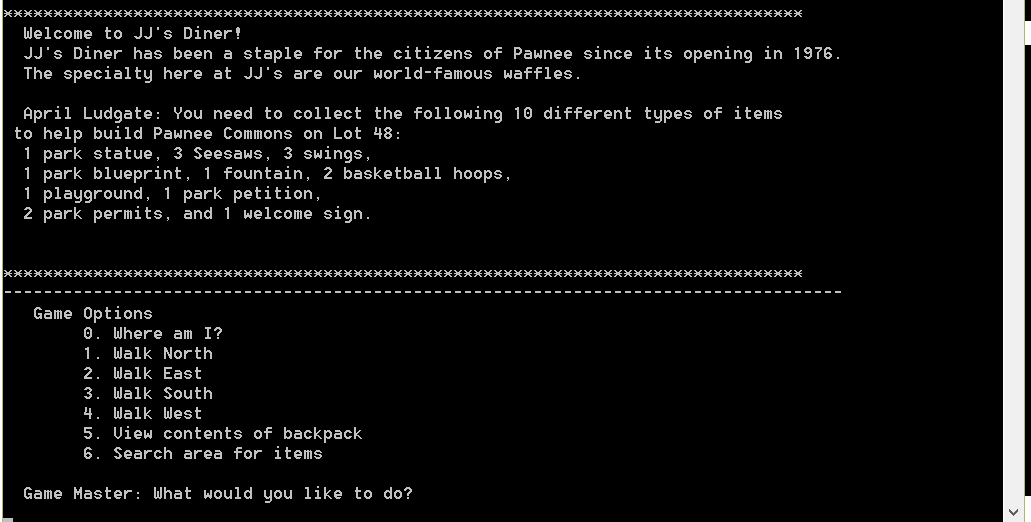 ********************************************************************************
Welcome to JJ's Diner!
JJ's Diner has been a staple for the citizens of Pawnee since its opening in 1976.
The specialty here at JJ's are our world-famous waffles.
April Ludgate: You need to collect the following 10 different types of items
to help build Pawnee Commons on Lot 48:
1 park statue, 3 Seesaws, 3 swings,
1 park blueprint, 1 fountain, 2 basketball hoops,
1 playground, 1 park petition,
2 park permits, and 1 welcome sign.
********************************************************************************
------------------------------------------------------------------------------------
Game Options
0. Where am I?
1. Walk North
2. Walk East
3. Walk South
4. Walk West
5. View contents of backpack
6. Search area for items
Game Master: What would you like to do?